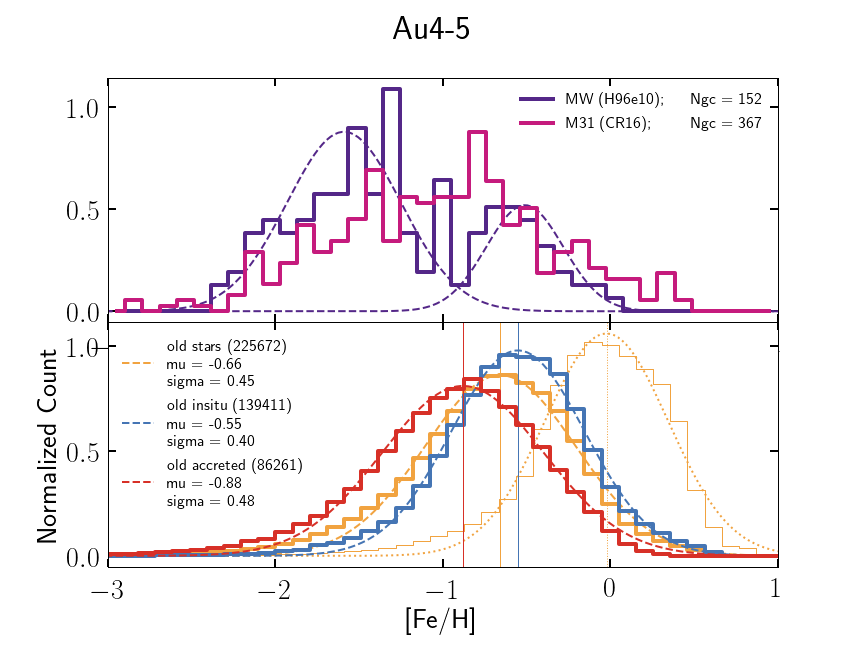 Au4-5
1.0
0.5
0.0
MW (H96e10); Ngc = 152
M31 (CR16); Ngc = 367
Normalized Count
1.0
0.5
0.0
old stars (225672)
mu = -0.66
sigma = 0.45
old insitu (139411)
mu = -0.55
sigma = 0.40
old accreted (86261)
mu = -0.88
sigma = 0.48
−3 −2 −1 0 1
[Fe/H]